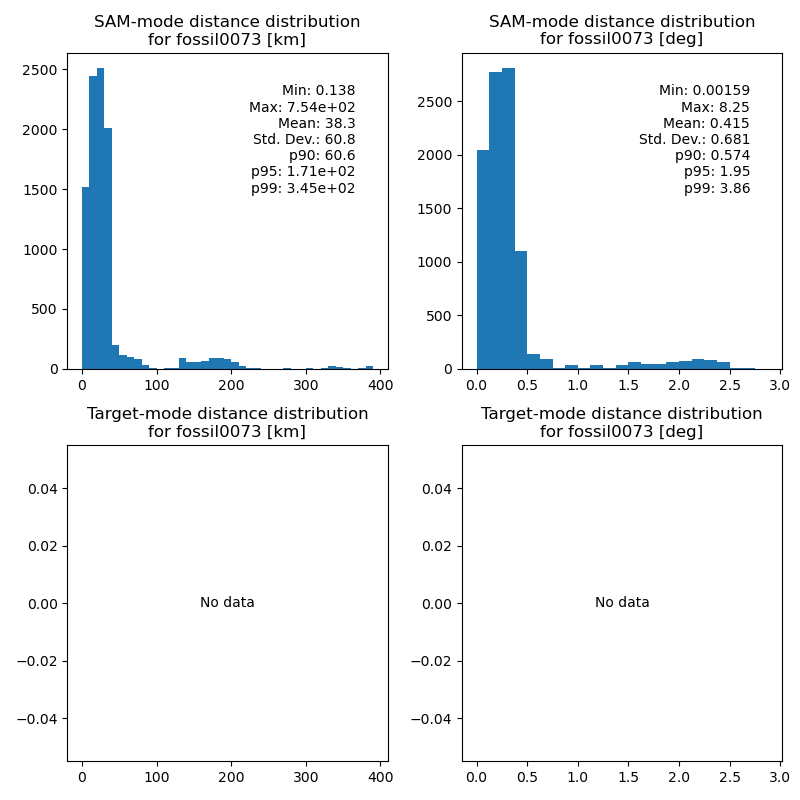 SAM-mode distance distribution
for fossil0073 [km]
Min: 0.138
Max: 7.54e+02
Mean: 38.3
Std. Dev.: 60.8
p90: 60.6
p95: 1.71e+02
p99: 3.45e+02
2500
2000
1500
1000
500
0
0 100 200 300 400
SAM-mode distance distribution
for fossil0073 [deg]
Min: 0.00159
Max: 8.25
Mean: 0.415
Std. Dev.: 0.681
p90: 0.574
p95: 1.95
p99: 3.86
2500
2000
1500
1000
500
0
0.0 0.5 1.0 1.5 2.0 2.5 3.0
Target-mode distance distribution
for fossil0073 [km]
0.04
0.02
0.00
−0.02
−0.04
No data
0 100 200 300 400
Target-mode distance distribution
for fossil0073 [deg]
0.04
0.02
0.00
−0.02
−0.04
No data
0.0 0.5 1.0 1.5 2.0 2.5 3.0